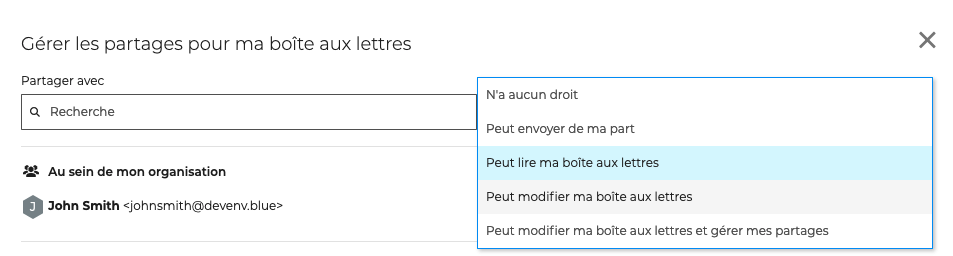 Gérer les partages pour ma boîte aux lettres
Partager avec
Recherche
N'a aucun droit
Peut envoyer de ma part
Peut lire ma boîte aux lettres
Peut modifier ma boîte aux lettres
Peut modifier ma boîte aux lettres et gérer mes partages
Au sein de mon organisation
J John Smith <johnsmith@devenv.blue>